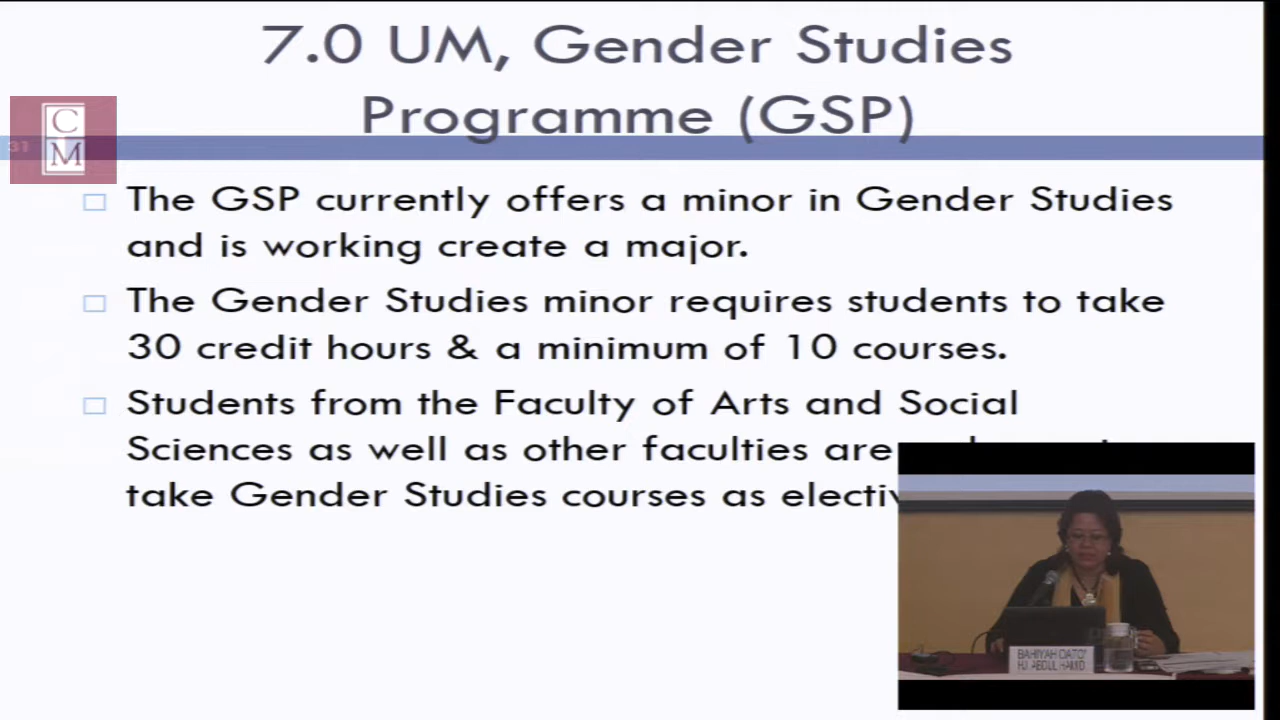 7.0 UM, Gender Studies
Programme (GSP)
C
M
31
The GSP currently offers a minor in Gender Studies
and is working create a major.
The Gender Studies minor requires students to take
30 credit hours & a minimum of 10 courses.
Students from the Faculty of Arts and Social
Sciences as well as other faculties are
take Gender Studies courses as
BAHIYAH DATO'
HJ. ABDUL HAMID